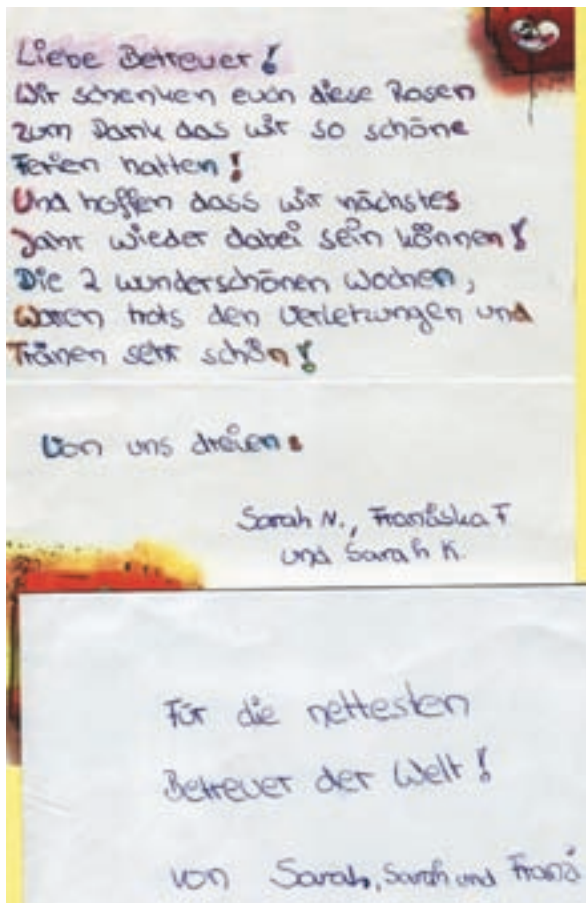 Liebe Betreuer!
Wir schenken euch diese Rosen
zum Dank das wir so schöne
Ferien hatten!
Und hoffen dass wir nächstes
Jahr wieder dabei sein können!
Die 2 wunderschönen Wochen,
Waren trots den Verletzungen und
Tränen sehr schön!
Von uns dreien:
Sarah N., Franziska F
und Sarah K.
Für die nettesten
Betreuer der Welt!
von Sarah, Sarah und Franzi